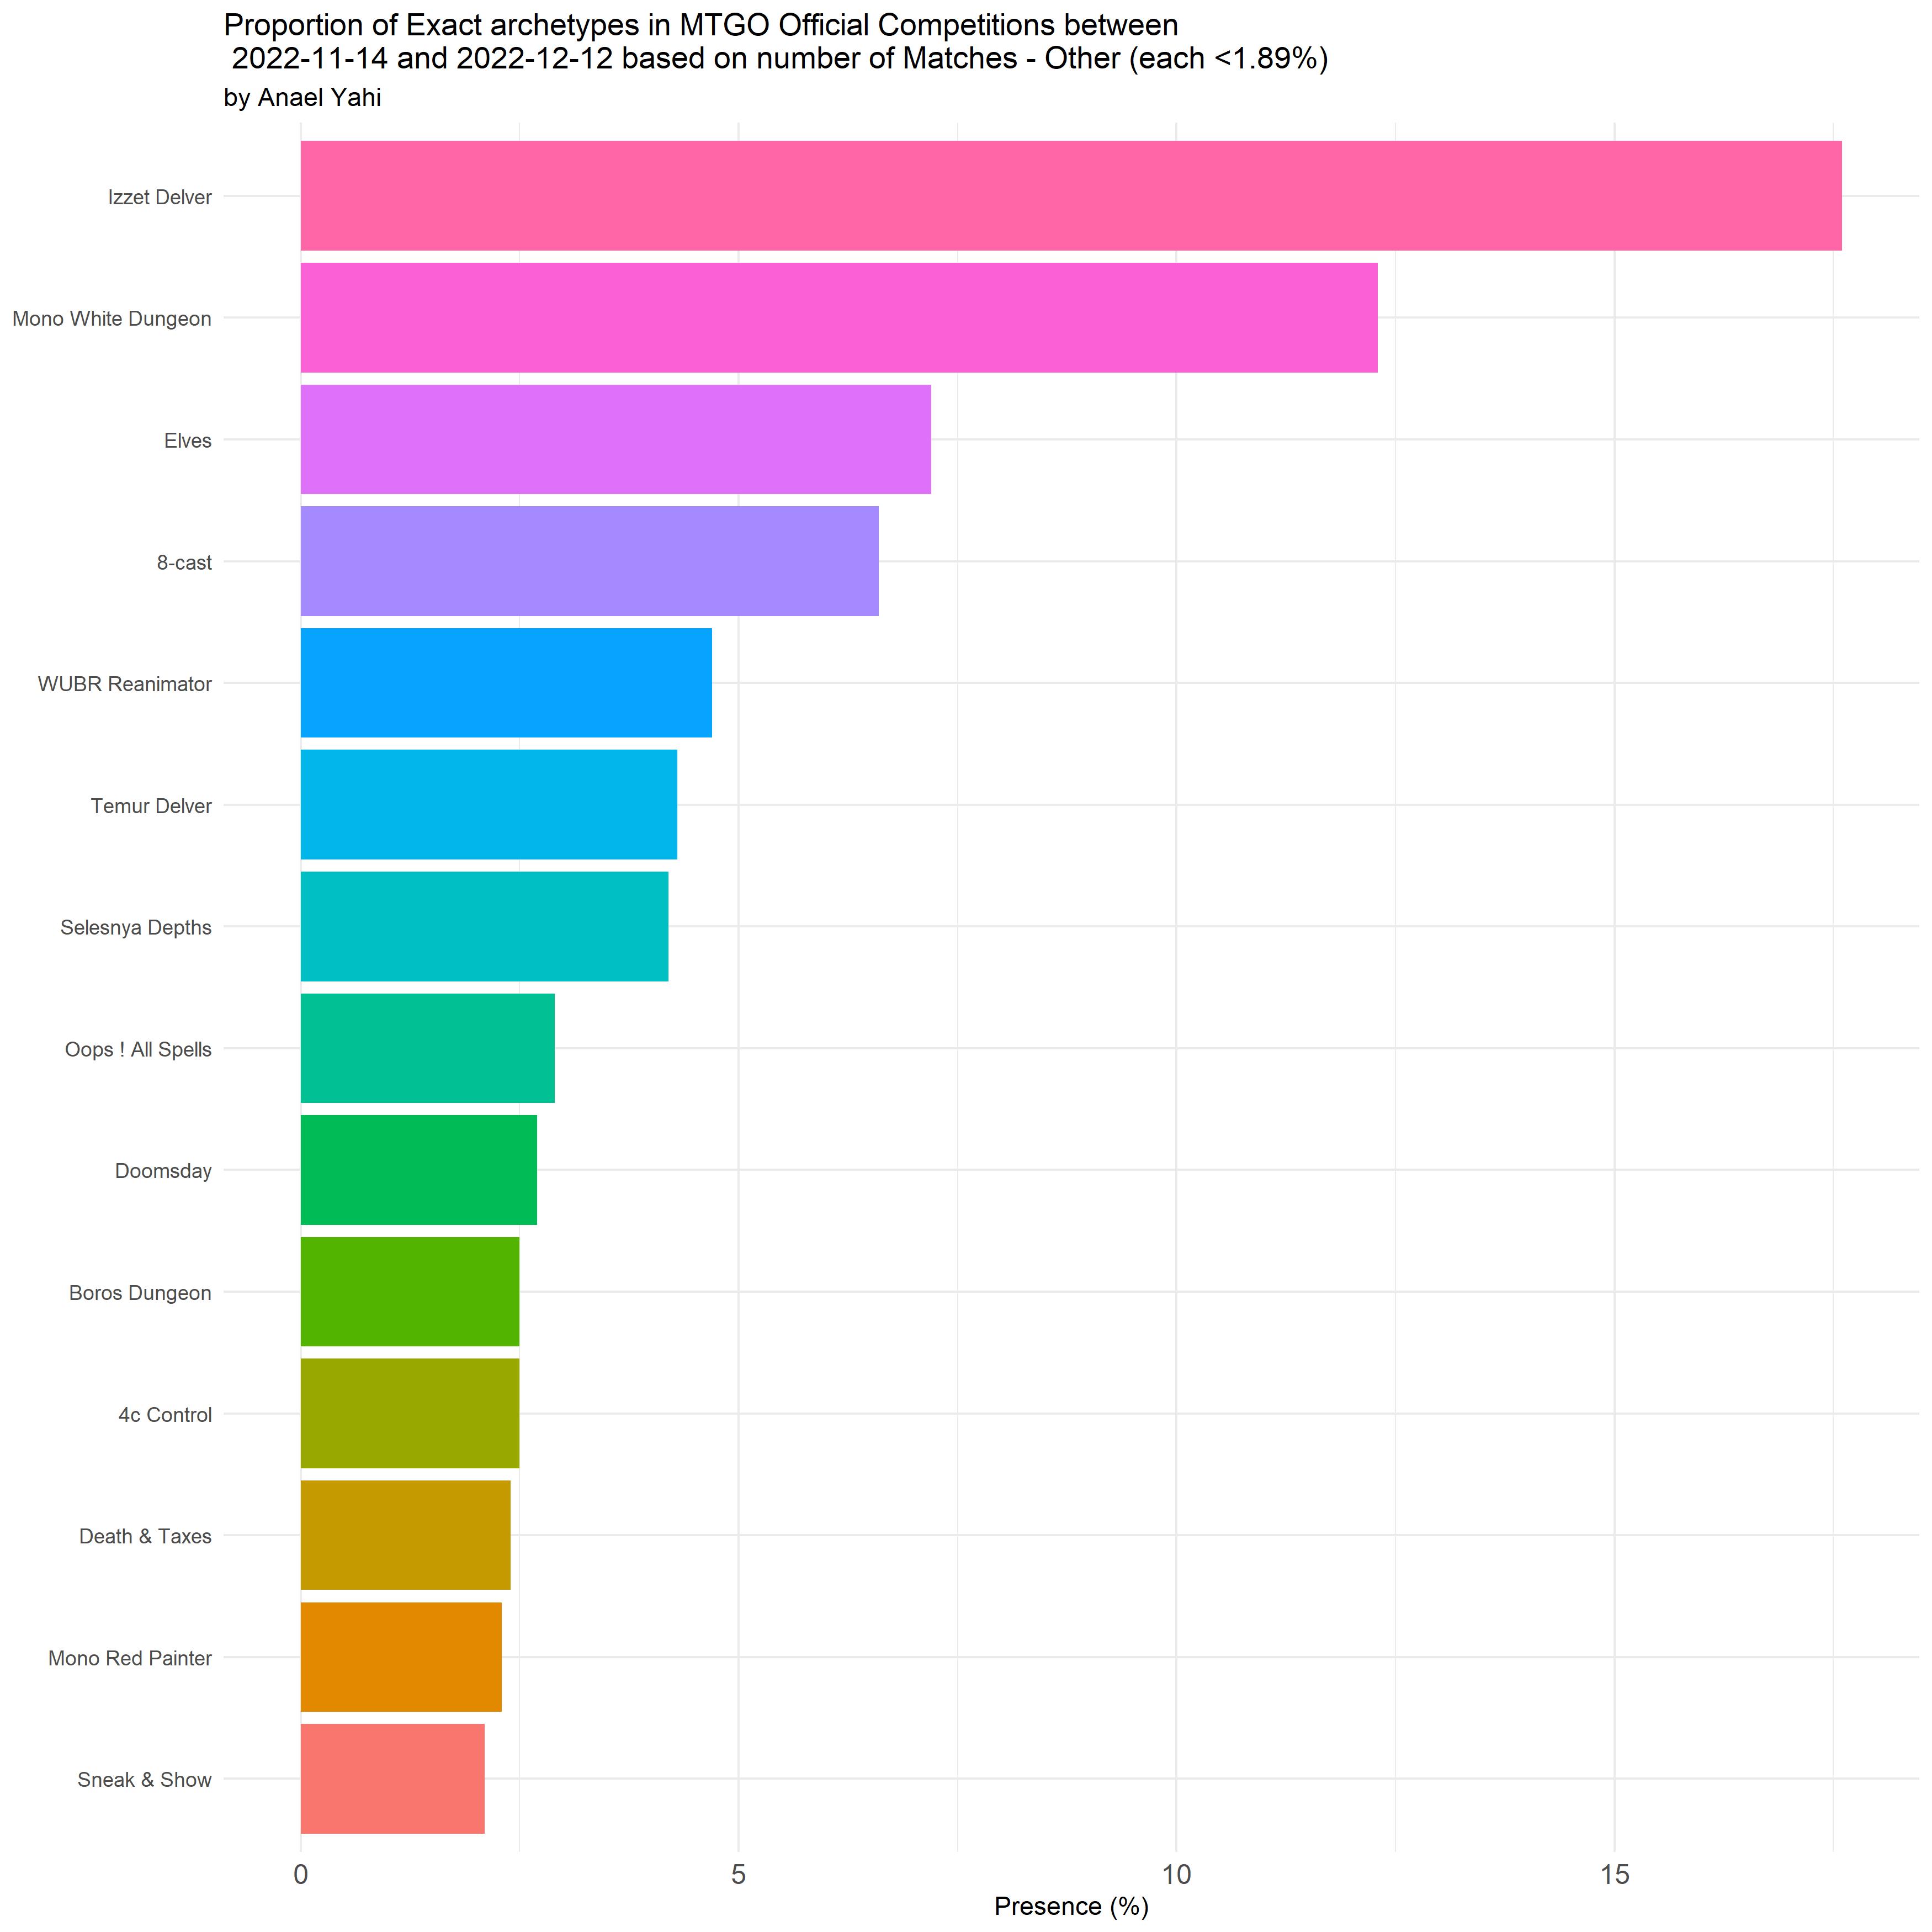 Proportion of Exact archetypes in MTGO Official Competitions between
2022-11-14 and 2022-12-12 based on number of Matches - Other (each <1.89%)
by Anael Yahi
Izzet Delver
Mono White Dungeon
Elves
8-cast
WUBR Reanimator
Temur Delver
Selesnya Depths
Oops ! All Spells
Doomsday
Boros Dungeon
4c Control
Death & Taxes
Mono Red Painter
Sneak & Show
0 5 10 15
Presence (%)